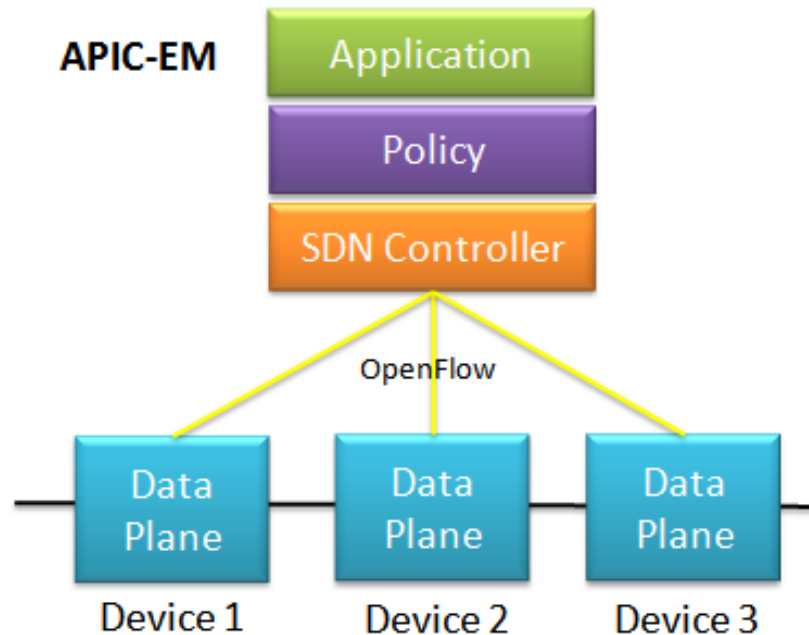 APIC-EM
Application
Policy
SDN Controller
OpenFlow
Data
Plane
Data
Plane
Data
Plane
Device 1
Device 2
Device 3